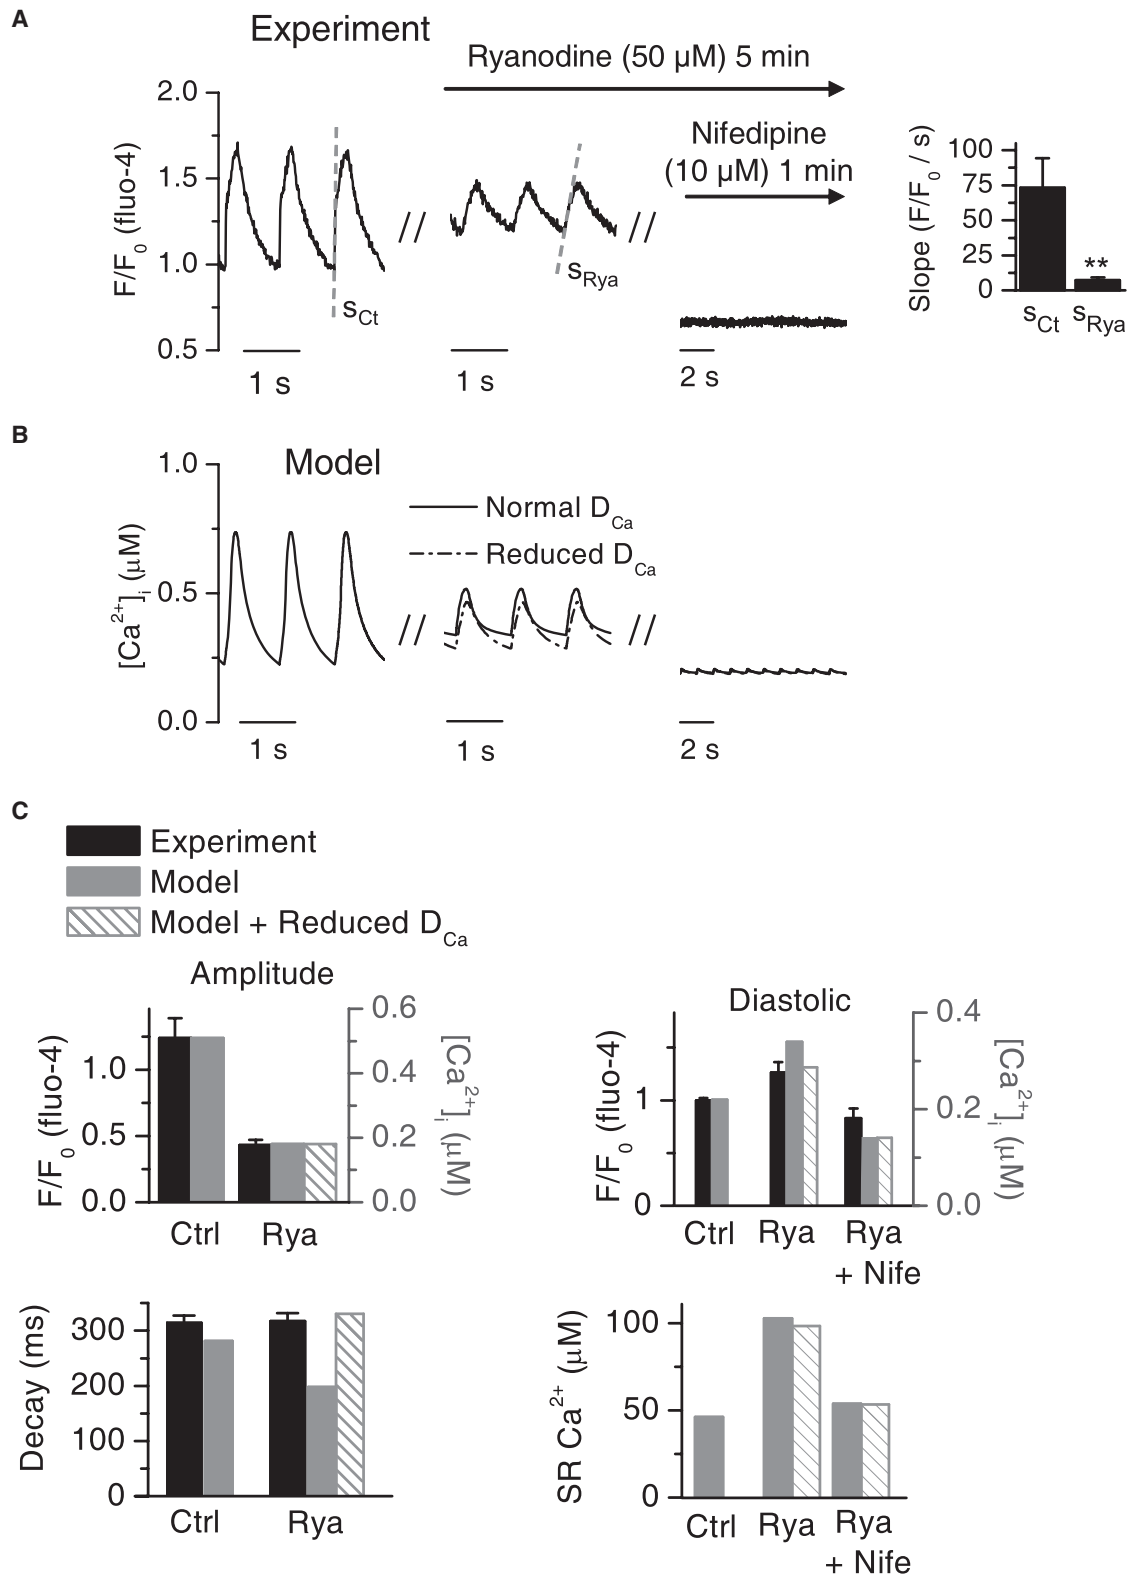 A
Experiment
Ryanodine (50 µM) 5 min
Nifedipine
(10 µM) 1 min
F/F0 (fluo-4)
2.0
1.5
1.0
0.5
sCt
sRya
1 s
1 s
2 s
Slope (F/F0 / s)
100
75
50
25
0
**
sCt
sRya
B
Model
[Ca2+]i (µM)
1.0
0.5
0.0
Normal DCa
Reduced DCa
1 s
1 s
2 s
C
Experiment
Model
Model + Reduced DCa
Amplitude
F/F0 (fluo-4)
1.0
0.5
0.0
0.6
0.4
0.2
0.0
[Ca2+]i (µM)
Ctrl
Rya
Diastolic
F/F0 (fluo-4)
1
0
0.4
0.2
0.0
[Ca2+]i (µM)
Ctrl
Rya
Rya
+ Nife
Decay (ms)
300
200
100
0
Ctrl
Rya
SR Ca2+ (µM)
100
50
0
Ctrl
Rya
Rya
+ Nife